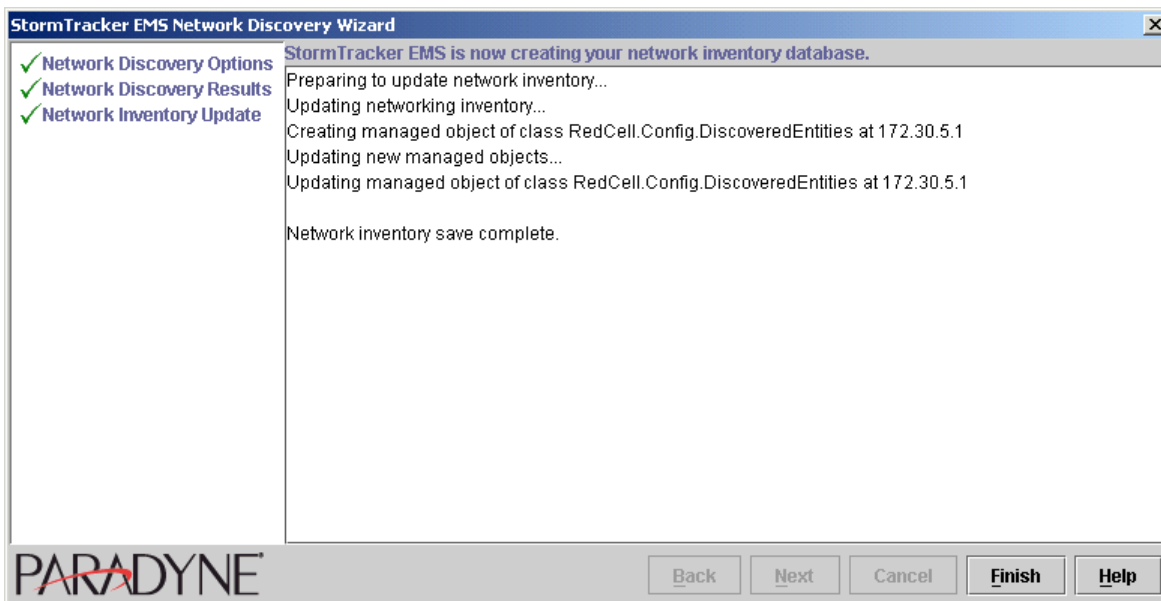 StormTracker EMS Network Discovery Wizard
Network Discovery Options
Network Discovery Results
Network Inventory Update
StormTracker EMS is now creating your network inventory database.
Preparing to update network inventory...
Updating networking inventory...
Creating managed object of class RedCell.Config.DiscoveredEntities at 172.30.5.1
Updating new managed objects...
Updating managed object of class RedCell.Config.DiscoveredEntities at 172.30.5.1
Network inventory save complete.
PARADYNE®
Back Next Cancel Finish Help